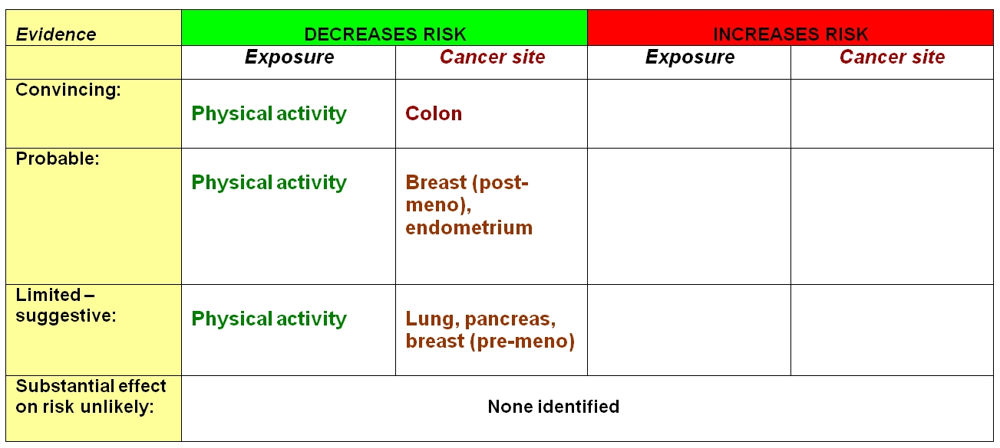 Evidence DECREASES RISK INCREASES RISK
Exposure Cancer site Exposure Cancer site
Convincing:
Physical activity Colon
Probable:
Physical activity Breast (post-
meno),
endometrium
Limited –
suggestive:
Physical activity Lung, pancreas,
breast (pre-meno)
Substantial effect
on risk unlikely:
None identified